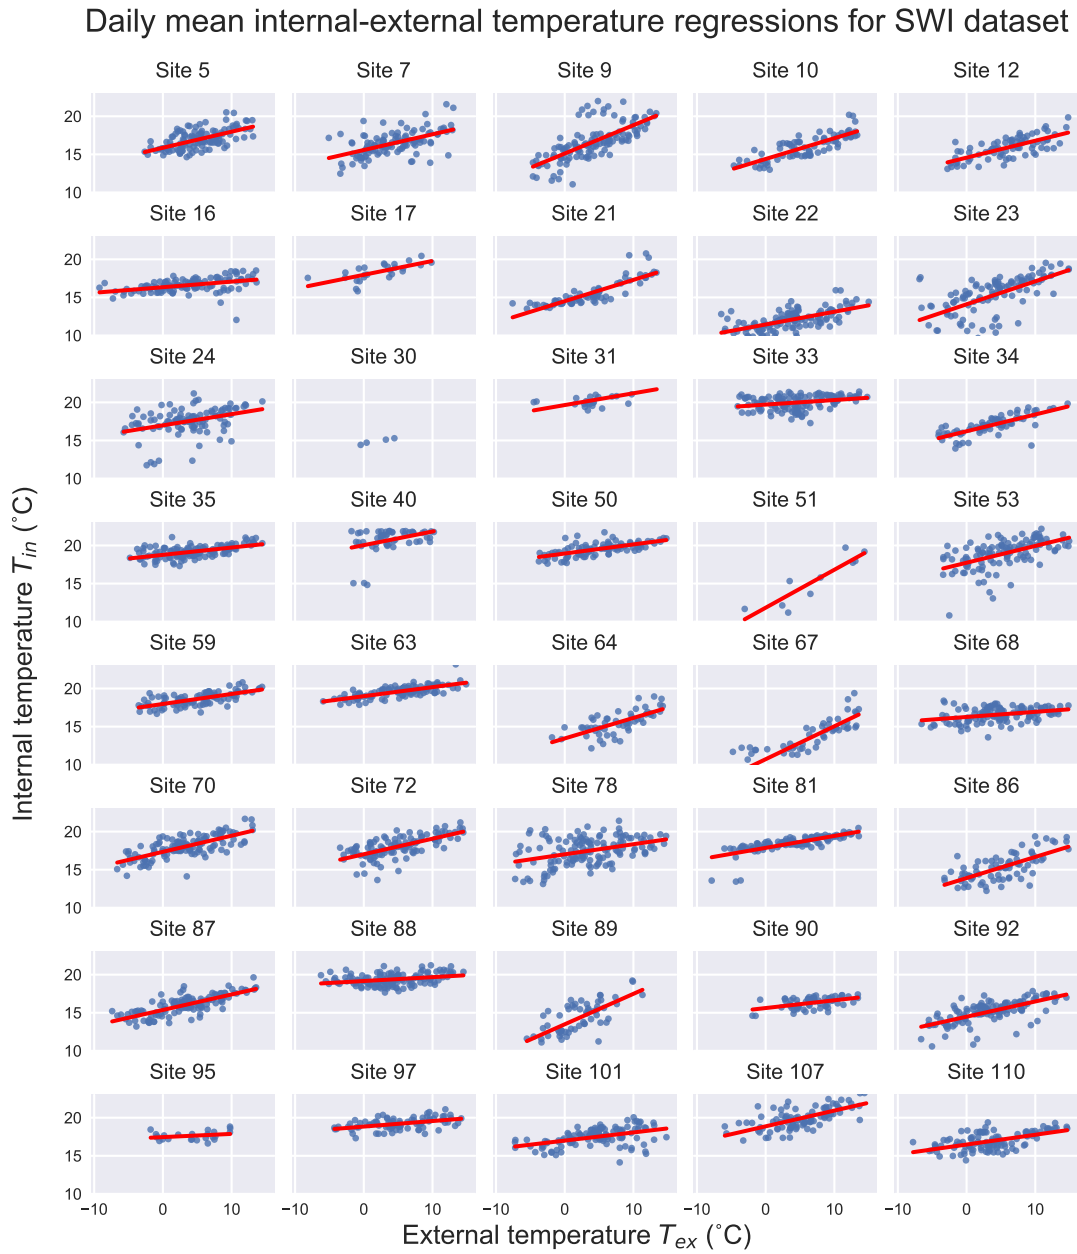 Daily mean internal-external temperature regressions for SWI dataset
Site 5 Site 7 Site 9 Site 10 Site 12
20
15
10
Site 16 Site 17 Site 21 Site 22 Site 23
20
15
10
Site 24 Site 30 Site 31 Site 33 Site 34
20
15
10
Site 35 Site 40 Site 50 Site 51 Site 53
20
15
10
Site 59 Site 63 Site 64 Site 67 Site 68
20
15
10
Site 70 Site 72 Site 78 Site 81 Site 86
20
15
10
Site 87 Site 88 Site 89 Site 90 Site 92
20
15
10
Site 95 Site 97 Site 101 Site 107 Site 110
20
15
10
−10 0 10 −10 0 10 −10 0 10 −10 0 10 −10 0 10
Internal temperature T_in (˚C)
External temperature T_ex (˚C)